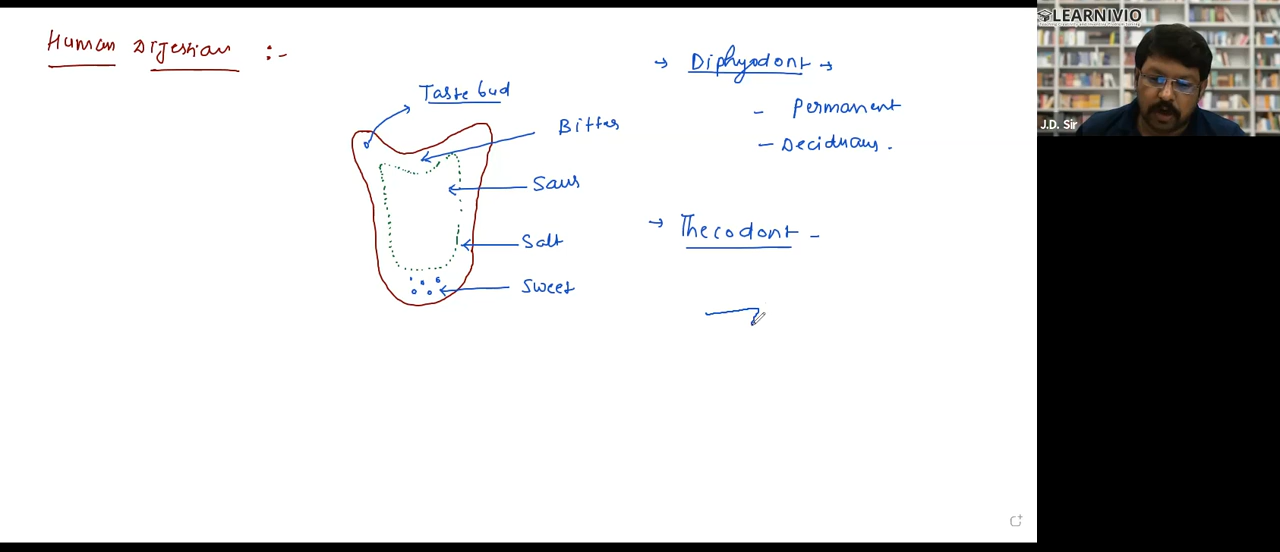 Human Digestion :-
Taste bud
Bitter
Sour
Salt
Sweet
→ Diphyodont →
- Permanent
- Deciduous.
→ Thecodont -
LEARNIVIO
J.D. Sir